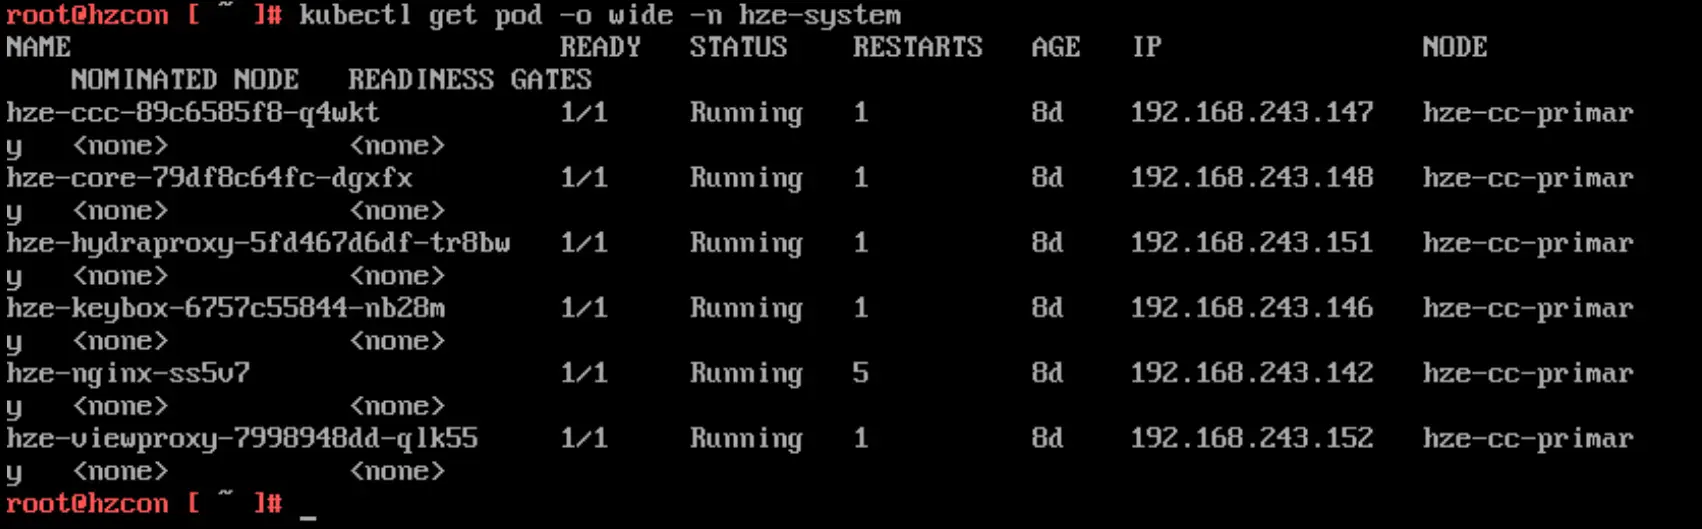 root@hzcon [ ~ ]# kubectl get pod -o wide -n hze-system
NAME                              READY   STATUS    RESTARTS   AGE   IP                NODE
    NOMINATED NODE   READINESS GATES
hze-ccc-89c6585f8-q4wkt           1/1     Running   1          8d    192.168.243.147   hze-cc-primar
y   <none>           <none>
hze-core-79df8c64fc-dgxfx         1/1     Running   1          8d    192.168.243.148   hze-cc-primar
y   <none>           <none>
hze-hydraproxy-5fd467d6df-tr8bw   1/1     Running   1          8d    192.168.243.151   hze-cc-primar
y   <none>           <none>
hze-keybox-6757c55844-nb28m       1/1     Running   1          8d    192.168.243.146   hze-cc-primar
y   <none>           <none>
hze-nginx-ss5v7                   1/1     Running   5          8d    192.168.243.142   hze-cc-primar
y   <none>           <none>
hze-viewproxy-7998948dd-qlk55     1/1     Running   1          8d    192.168.243.152   hze-cc-primar
y   <none>           <none>
root@hzcon [ ~ ]# _